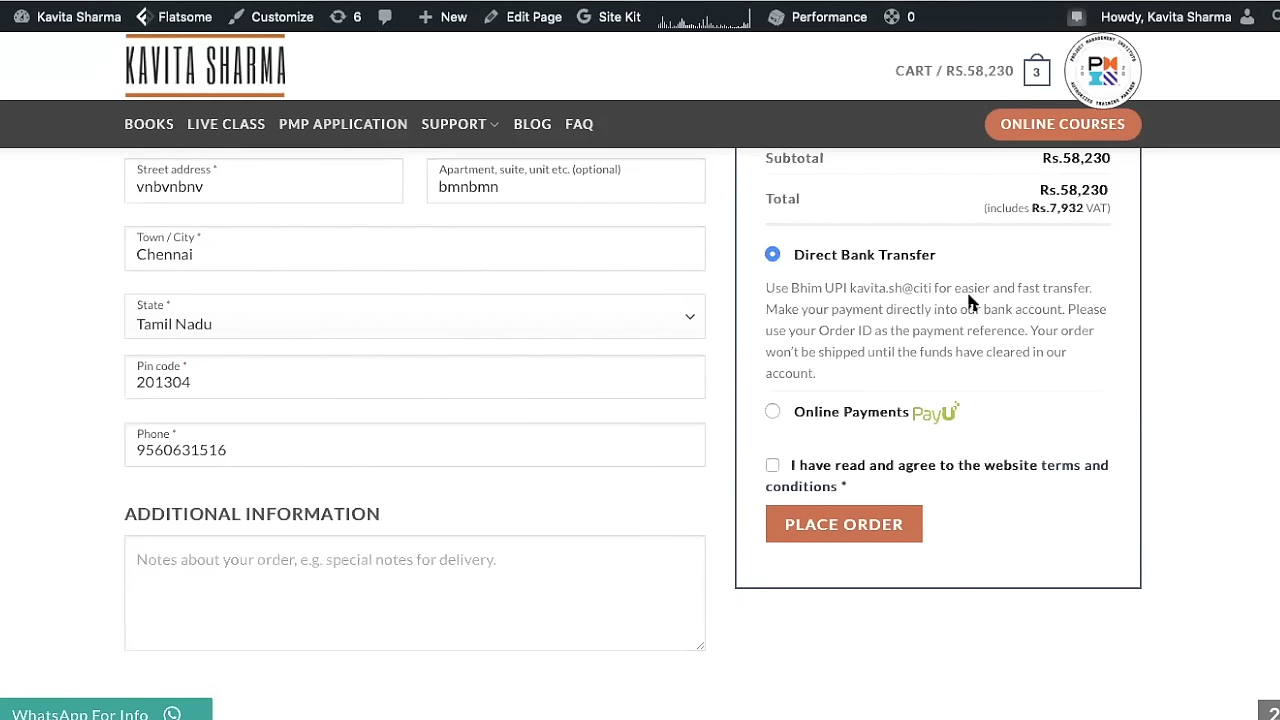 Kavita Sharma Flatsome Customize 6 New Edit Page Site Kit Performance 0 Howdy, Kavita Sharma
KAVITA SHARMA
CART / RS.58,230 3
BOOKS LIVE CLASS PMP APPLICATION SUPPORT BLOG FAQ ONLINE COURSES
Street address *
vnbvnbnv
Apartment, suite, unit etc. (optional)
bmnbmn
Town / City *
Chennai
State *
Tamil Nadu
Pin code *
201304
Phone *
9560631516
ADDITIONAL INFORMATION
Notes about your order, e.g. special notes for delivery.
Subtotal Rs.58,230
Total Rs.58,230
(includes Rs.7,932 VAT)
Direct Bank Transfer
Use Bhim UPI kavita.sh@citi for easier and fast transfer.
Make your payment directly into our bank account. Please
use your Order ID as the payment reference. Your order
won't be shipped until the funds have cleared in our
account.
Online Payments PayU
I have read and agree to the website terms and
conditions *
PLACE ORDER
WhatsApp For Info